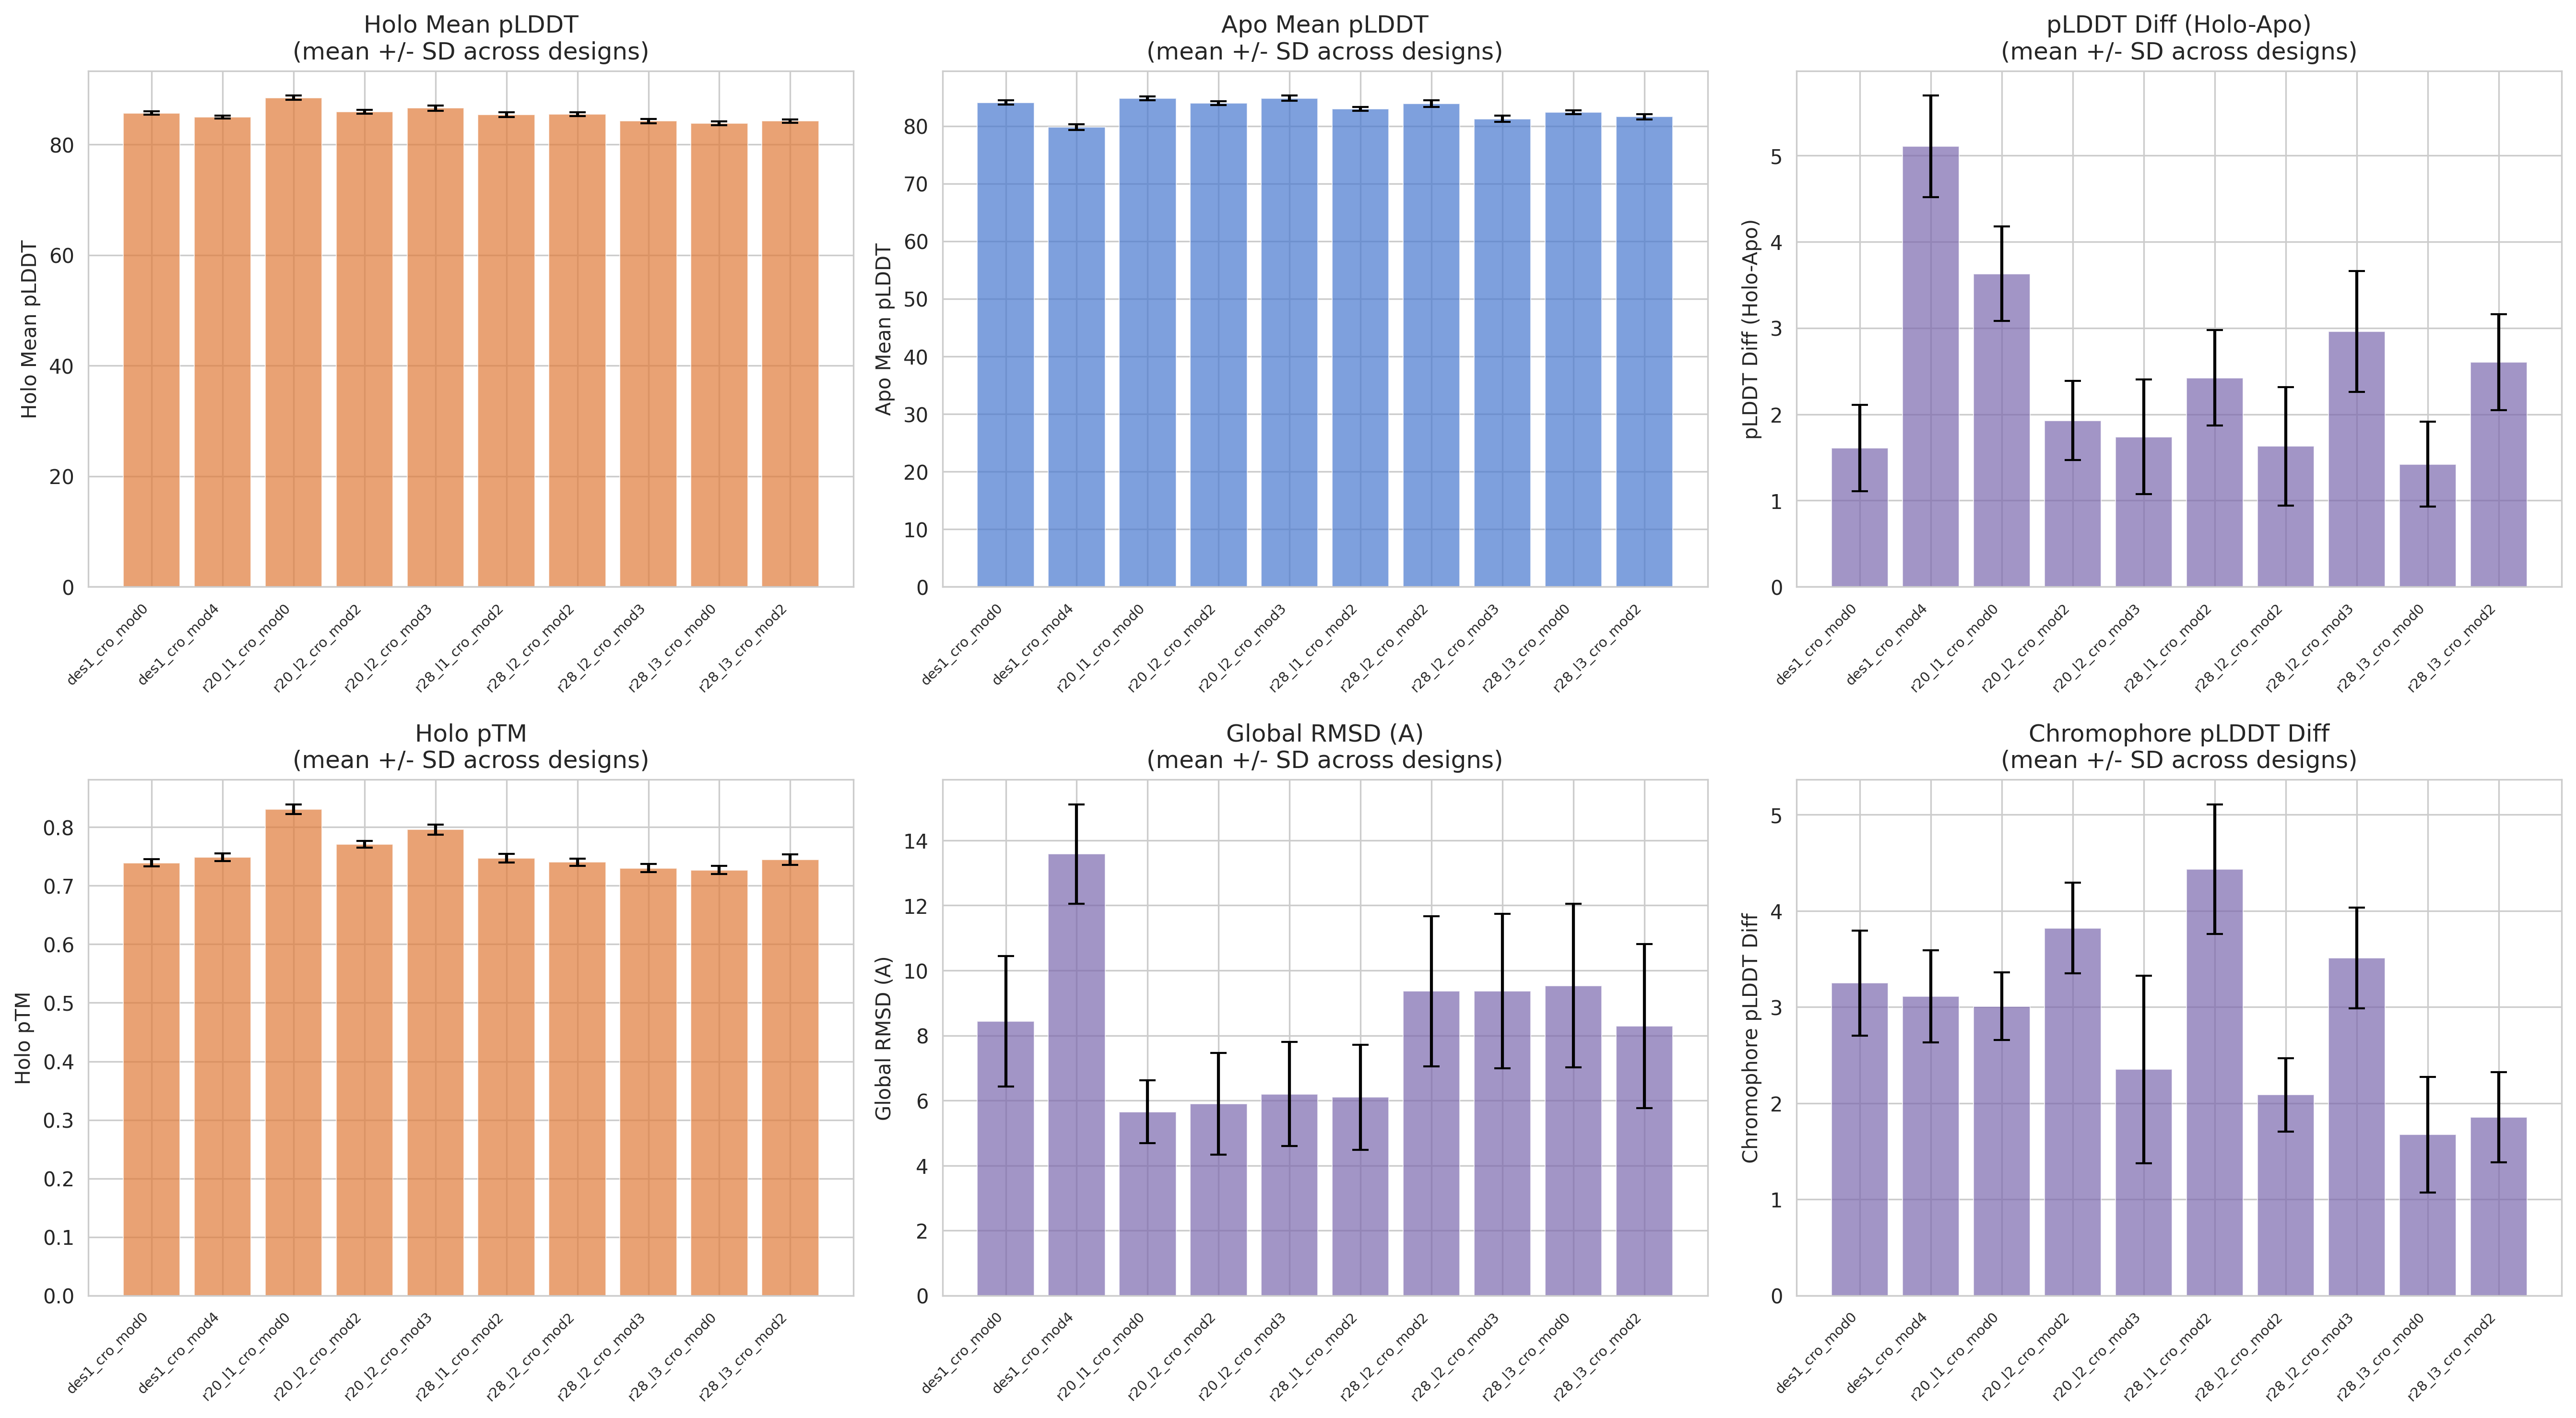 Holo Mean pLDDT
(mean +/- SD across designs)
Holo Mean pLDDT
80
60
40
20
0
des1_cro_mod0
des1_cro_mod4
r20_l1_cro_mod0
r20_l2_cro_mod2
r20_l2_cro_mod3
r28_l1_cro_mod2
r28_l2_cro_mod2
r28_l2_cro_mod3
r28_l3_cro_mod0
r28_l3_cro_mod2
Apo Mean pLDDT
(mean +/- SD across designs)
Apo Mean pLDDT
80
70
60
50
40
30
20
10
0
des1_cro_mod0
des1_cro_mod4
r20_l1_cro_mod0
r20_l2_cro_mod2
r20_l2_cro_mod3
r28_l1_cro_mod2
r28_l2_cro_mod2
r28_l2_cro_mod3
r28_l3_cro_mod0
r28_l3_cro_mod2
pLDDT Diff (Holo-Apo)
(mean +/- SD across designs)
pLDDT Diff (Holo-Apo)
5
4
3
2
1
0
des1_cro_mod0
des1_cro_mod4
r20_l1_cro_mod0
r20_l2_cro_mod2
r20_l2_cro_mod3
r28_l1_cro_mod2
r28_l2_cro_mod2
r28_l2_cro_mod3
r28_l3_cro_mod0
r28_l3_cro_mod2
Holo pTM
(mean +/- SD across designs)
Holo pTM
0.8
0.7
0.6
0.5
0.4
0.3
0.2
0.1
0.0
des1_cro_mod0
des1_cro_mod4
r20_l1_cro_mod0
r20_l2_cro_mod2
r20_l2_cro_mod3
r28_l1_cro_mod2
r28_l2_cro_mod2
r28_l2_cro_mod3
r28_l3_cro_mod0
r28_l3_cro_mod2
Global RMSD (A)
(mean +/- SD across designs)
Global RMSD (A)
14
12
10
8
6
4
2
0
des1_cro_mod0
des1_cro_mod4
r20_l1_cro_mod0
r20_l2_cro_mod2
r20_l2_cro_mod3
r28_l1_cro_mod2
r28_l2_cro_mod2
r28_l2_cro_mod3
r28_l3_cro_mod0
r28_l3_cro_mod2
Chromophore pLDDT Diff
(mean +/- SD across designs)
Chromophore pLDDT Diff
5
4
3
2
1
0
des1_cro_mod0
des1_cro_mod4
r20_l1_cro_mod0
r20_l2_cro_mod2
r20_l2_cro_mod3
r28_l1_cro_mod2
r28_l2_cro_mod2
r28_l2_cro_mod3
r28_l3_cro_mod0
r28_l3_cro_mod2